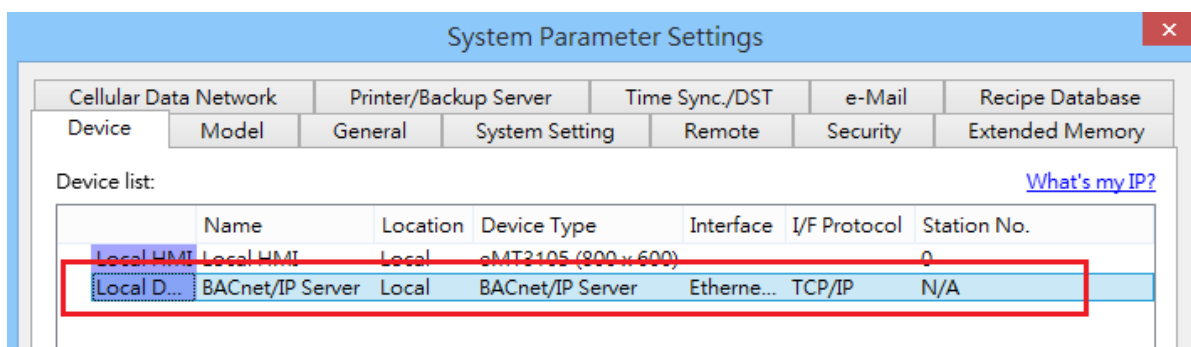 System Parameter Settings
Cellular Data Network Printer/Backup Server Time Sync./DST e-Mail Recipe Database
Device Model General System Setting Remote Security Extended Memory
Device list: What's my IP?
Name Location Device Type Interface I/F Protocol Station No.
Local HMI Local HMI Local eMT3105 (800 x 600) 0
Local D... BACnet/IP Server Local BACnet/IP Server Etherne... TCP/IP N/A